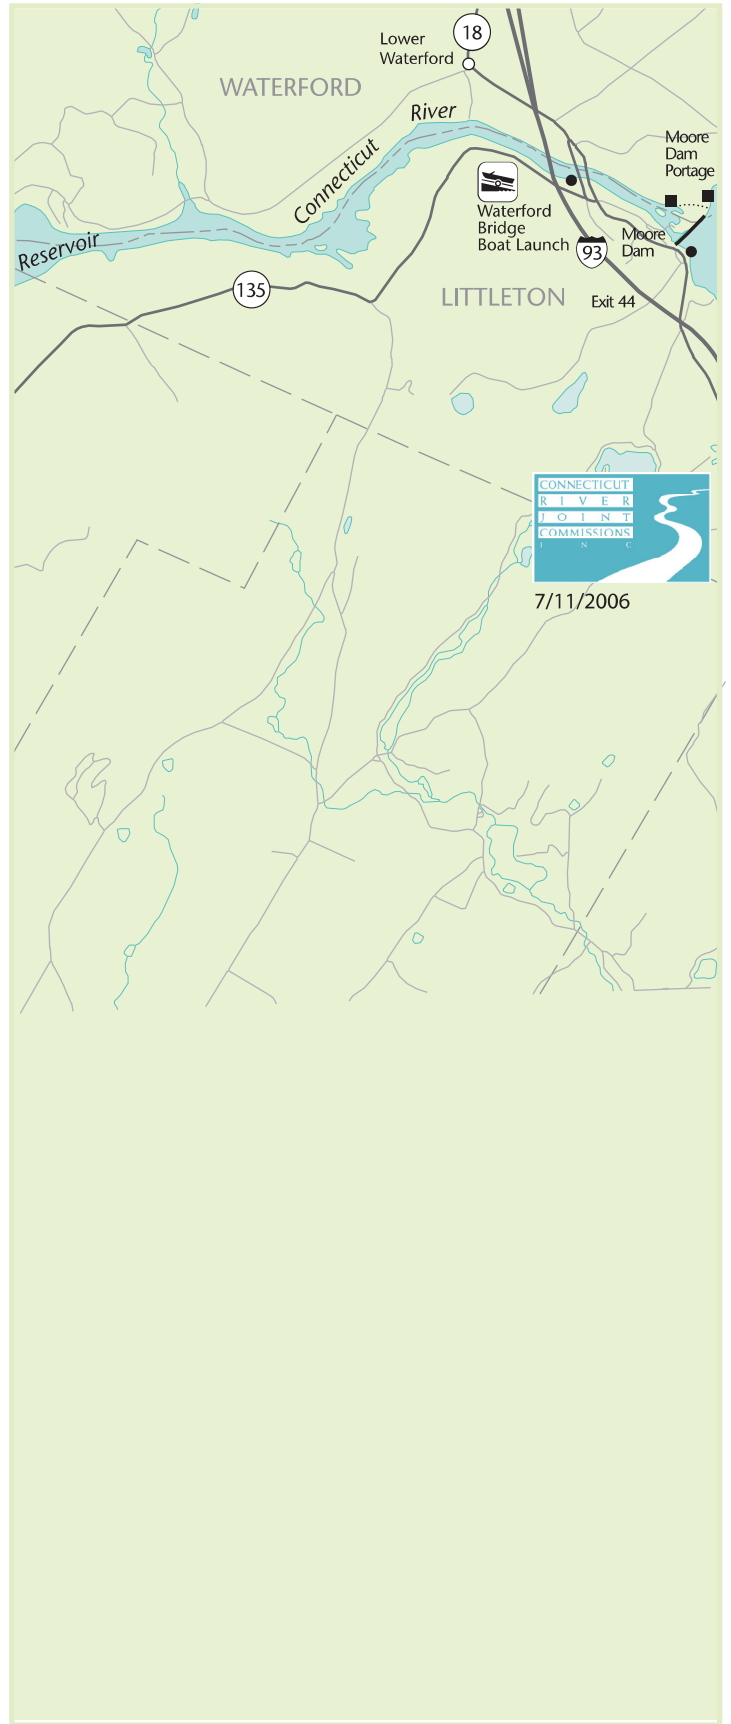 18
Lower
Waterford
WATERFORD
River
Connecticut
Moore
Dam
Portage
Waterford
Bridge
Boat Launch
Reservoir
Moore
Dam
93
135
LITTLETON
Exit 44
CONNECTICUT
RIVER
JOINT
COMMISSIONS
INC
7/11/2006